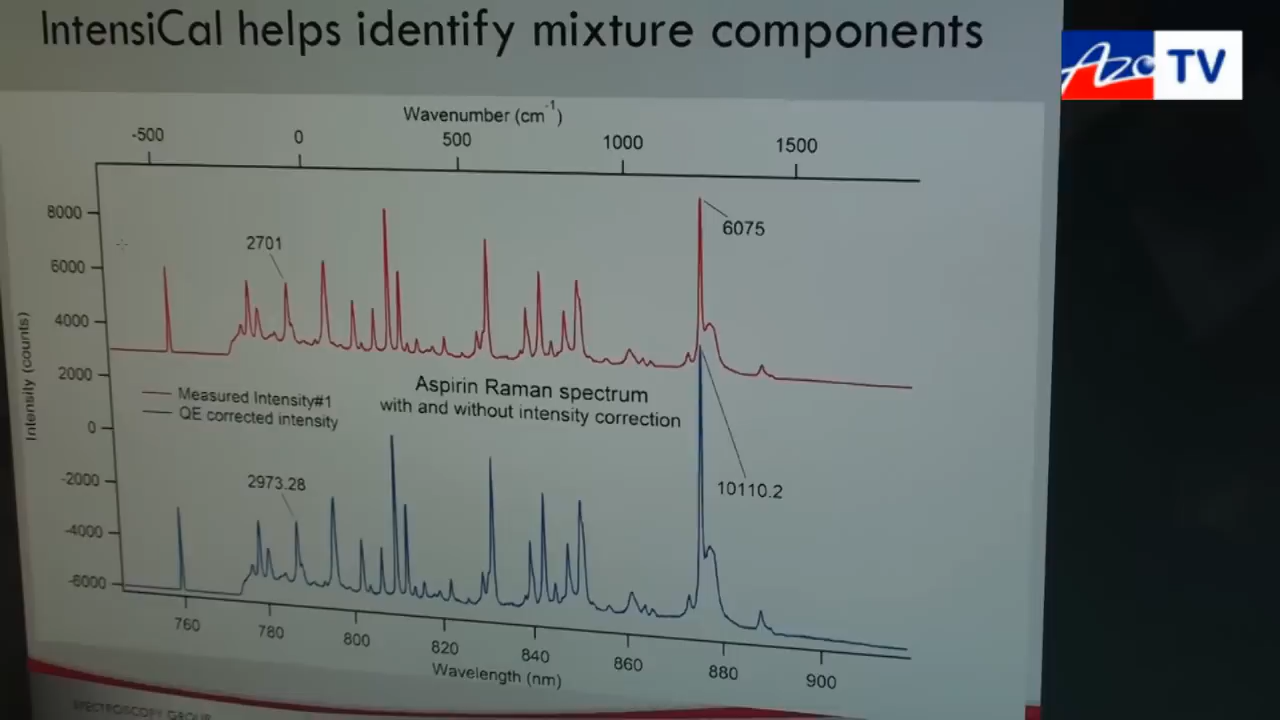 IntensiCal helps identify mixture components
AZo TV
Wavenumber (cm-1)
-500 0 500 1000 1500
8000
6000
4000
2000
0
-2000
-4000
-6000
Intensity (counts)
2701
6075
Measured Intensity#1
QE corrected intensity
Aspirin Raman spectrum
with and without intensity correction
2973.28
10110.2
760 780 800 820 840 860 880 900
Wavelength (nm)
SPECTROSCOPY GROUP